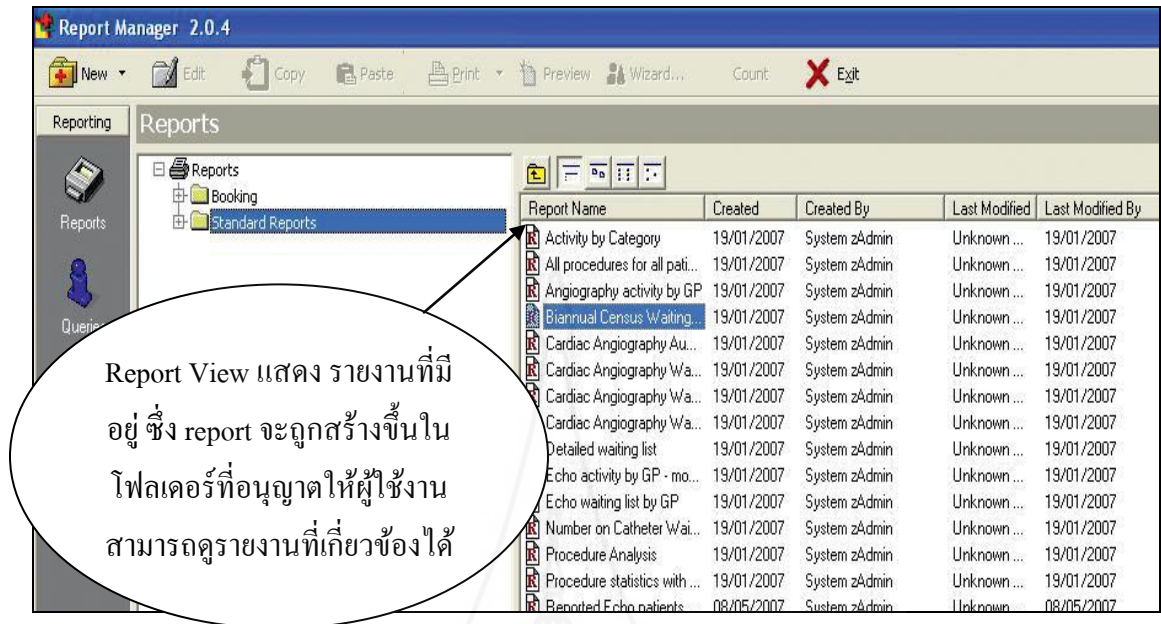 Report Manager 2.0.4
New Edit Copy Paste Print Preview Wizard... Count Exit
Reporting Reports
Reports
Booking
Standard Reports
Reports
Queries
Report Name Created Created By Last Modified Last Modified By
Activity by Category 19/01/2007 System zAdmin Unknown ... 19/01/2007
All procedures for all pati... 19/01/2007 System zAdmin Unknown ... 19/01/2007
Angiography activity by GP 19/01/2007 System zAdmin Unknown ... 19/01/2007
Biannual Census Waiting... 19/01/2007 System zAdmin Unknown ... 19/01/2007
Cardiac Angiography Au... 19/01/2007 System zAdmin Unknown ... 19/01/2007
Cardiac Angiography Wa... 19/01/2007 System zAdmin Unknown ... 19/01/2007
Cardiac Angiography Wa... 19/01/2007 System zAdmin Unknown ... 19/01/2007
Cardiac Angiography Wa... 19/01/2007 System zAdmin Unknown ... 19/01/2007
Detailed waiting list 19/01/2007 System zAdmin Unknown ... 19/01/2007
Echo activity by GP - mo... 19/01/2007 System zAdmin Unknown ... 19/01/2007
Echo waiting list by GP 19/01/2007 System zAdmin Unknown ... 19/01/2007
Number on Catheter Wai... 19/01/2007 System zAdmin Unknown ... 19/01/2007
Procedure Analysis 19/01/2007 System zAdmin Unknown ... 19/01/2007
Procedure statistics with ... 19/01/2007 System zAdmin Unknown ... 19/01/2007
Reported Echo patients 08/05/2007 System zAdmin Unknown 08/05/2007
Report View แสดง รายงานที่มี
อยู่ ซึ่ง report จะถูกสร้างขึ้นใน
โฟลเดอร์ที่อนุญาตให้ผู้ใช้งาน
สามารถดูรายงานที่เกี่ยวข้องได้